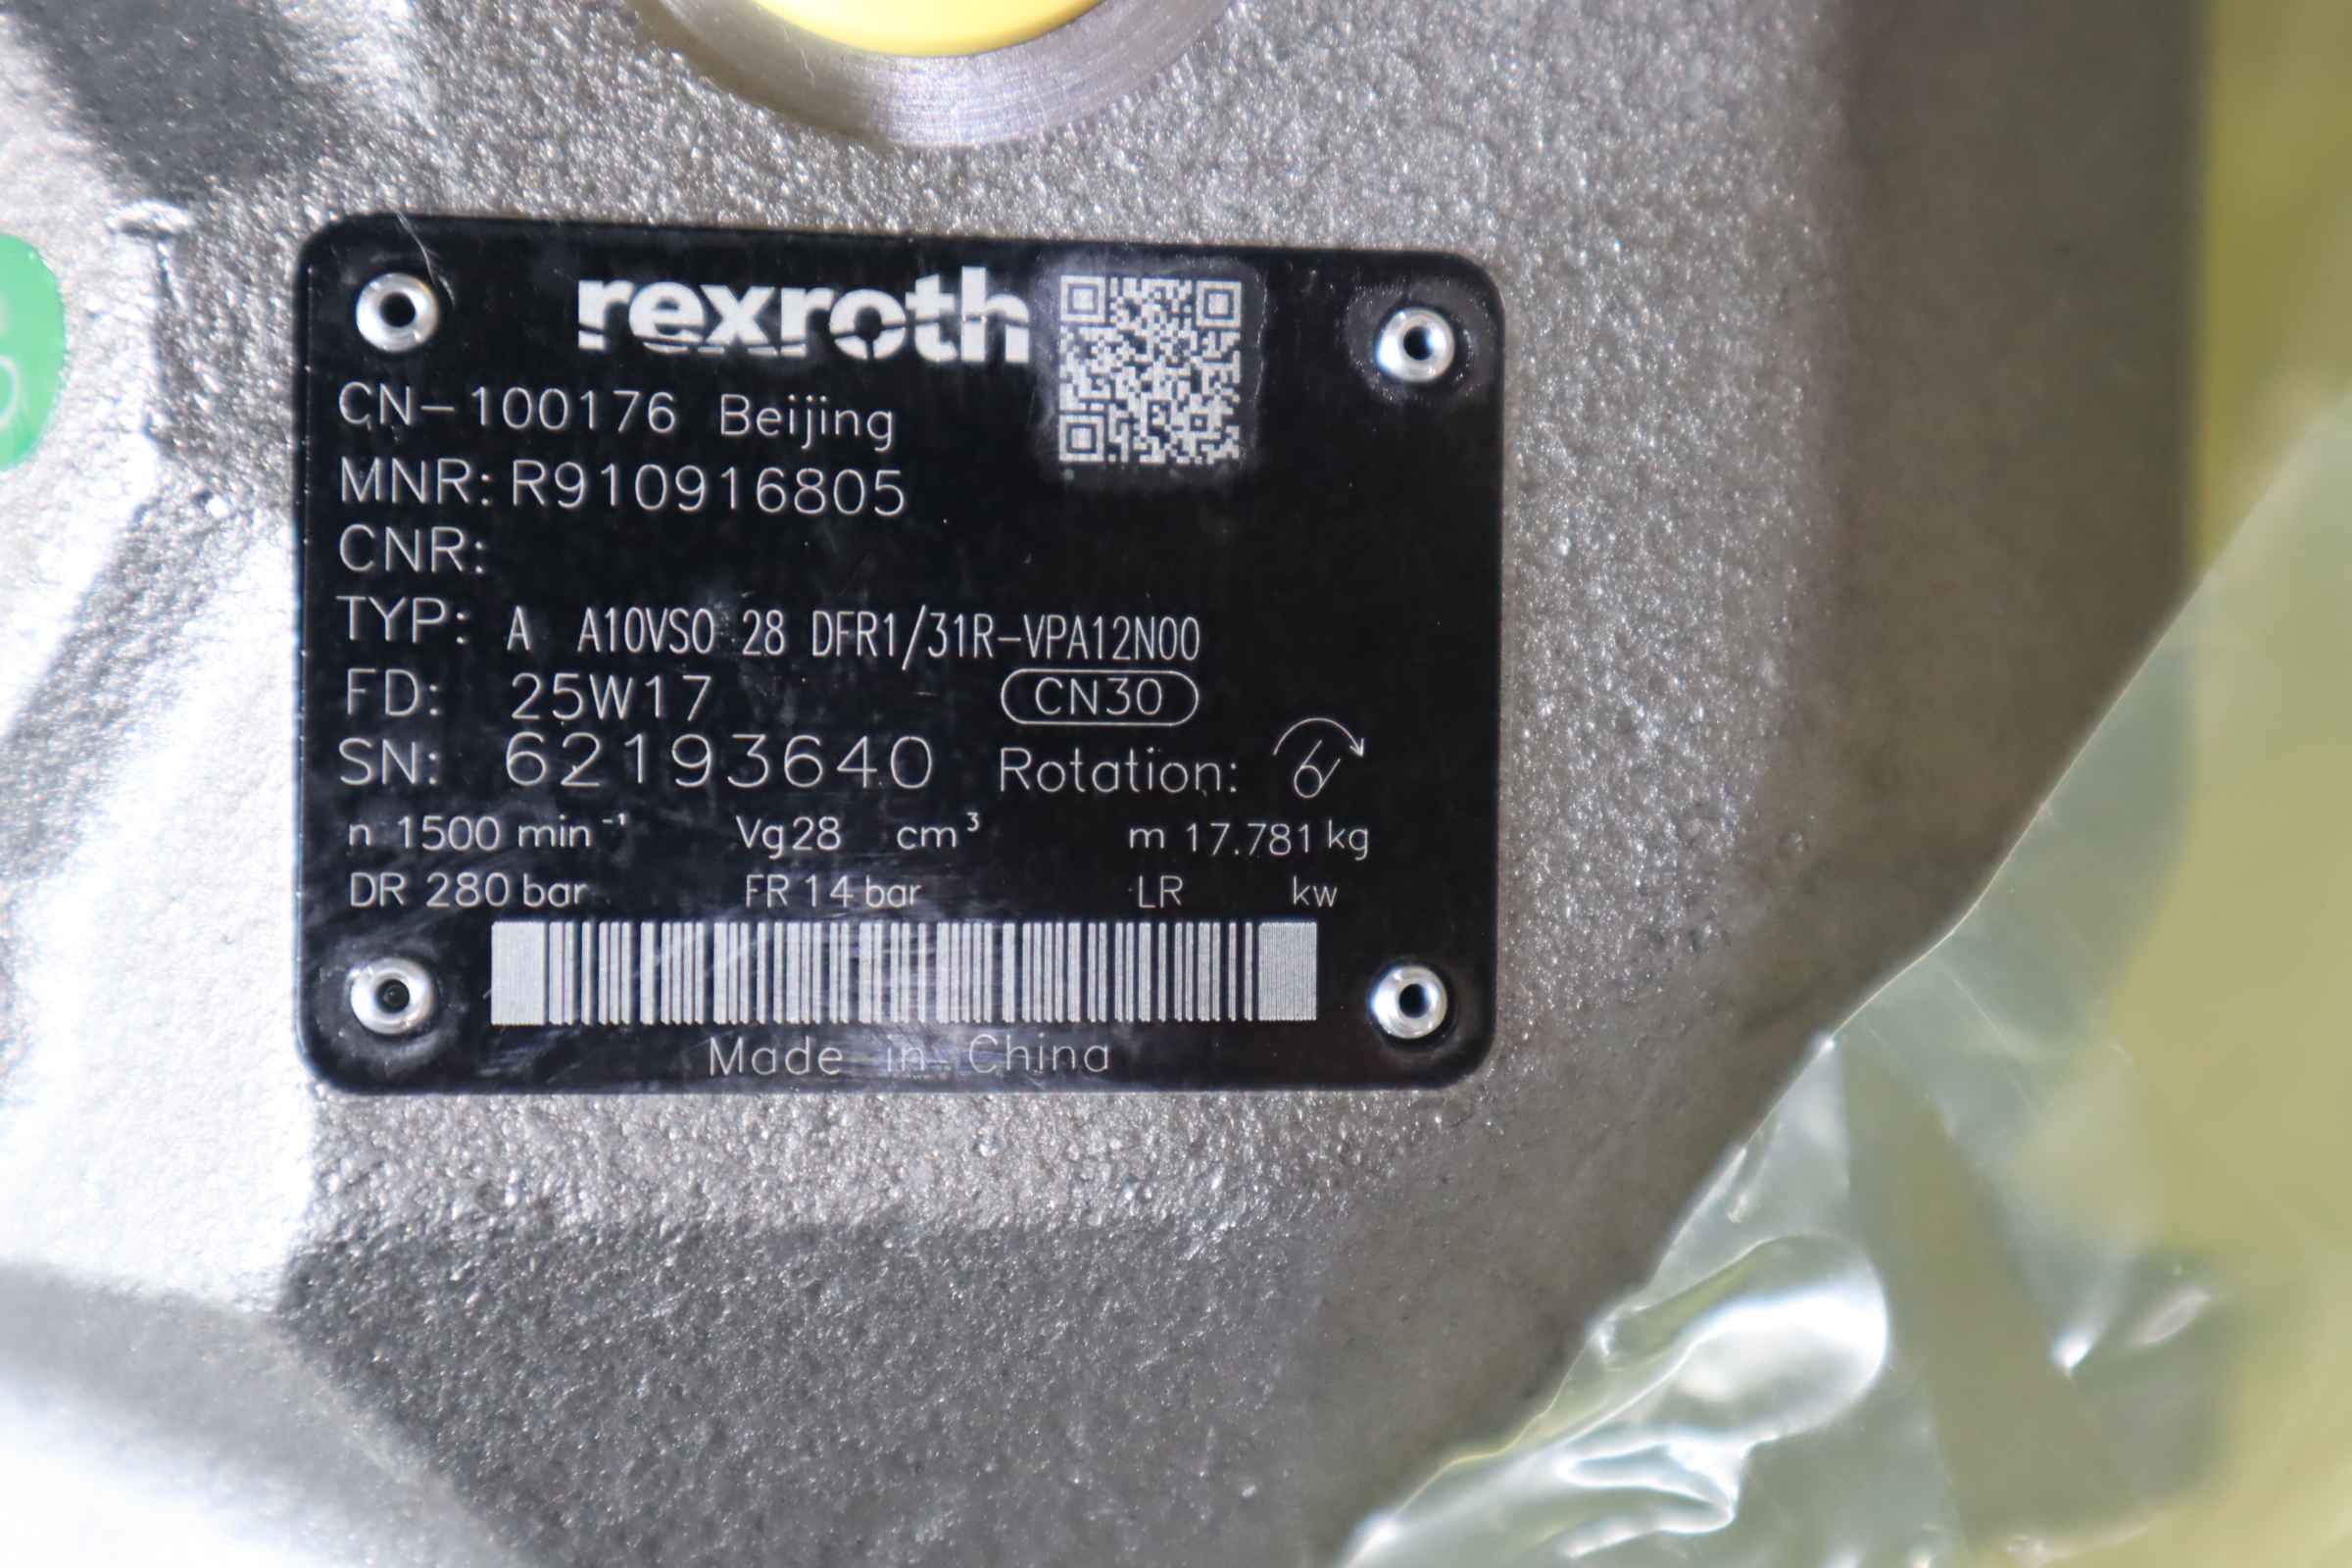 rexroth
CN-100176 Beijing
MNR: R910916805
CNR:
TYP: A A10VSO 28 DFR1/31R-VPA12N00
FD: 25W17 CN30
SN: 62193640 Rotation:
n 1500 min⁻¹ Vg28 cm³ m 17.781 kg
DR 280 bar FR 14 bar LR kw
Made in China